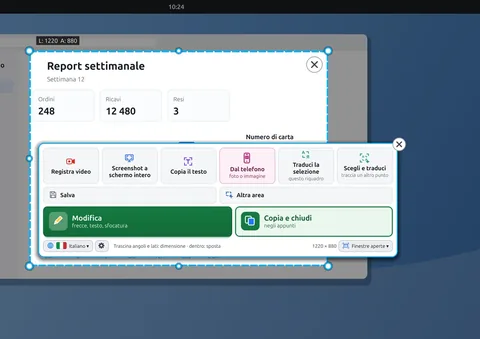 10:24
L: 1220 A: 880
Report settimanale
Settimana 12
Ordini
248
Ricavi
12 480
Resi
3
Numero di carta
Registra video
Screenshot a schermo intero
Copia il testo
Dal telefono
foto o immagine
Traduci la selezione
questo riquadro
Scegli e traduci
traccia un altro punto
Salva
Altra area
Modifica
frecce, testo, sfocatura
Copia e chiudi
negli appunti
Italiano ▾
Trascina angoli e lati: dimensione · dentro: sposta
1220 × 880
Finestre aperte ▾